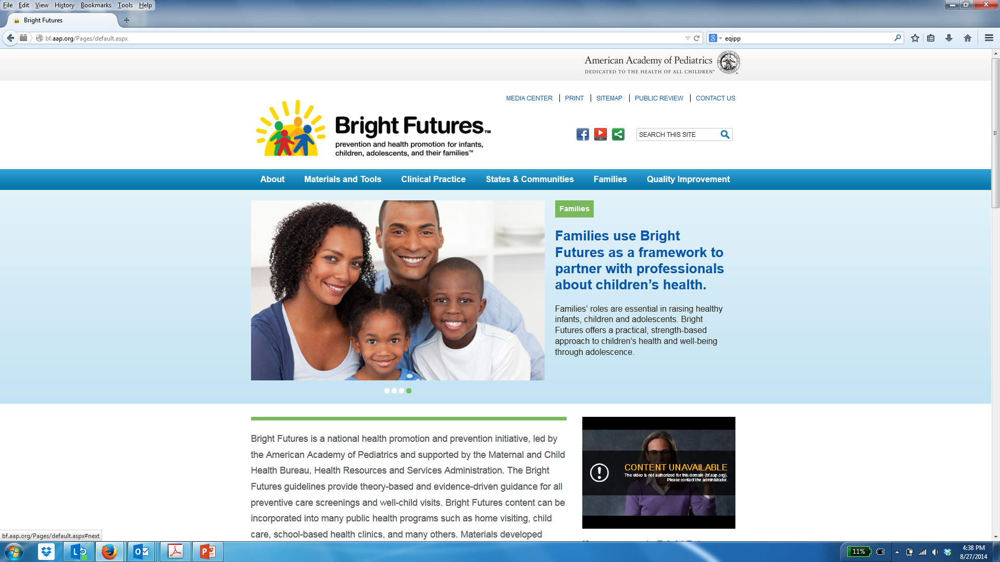 File Edit View History Bookmarks Tools Help
Bright Futures
bf.aap.org/Pages/default.aspx
eqipp
American Academy of Pediatrics
DEDICATED TO THE HEALTH OF ALL CHILDREN™
MEDIA CENTER PRINT SITEMAP PUBLIC REVIEW CONTACT US
Bright Futures™
prevention and health promotion for infants,
children, adolescents, and their families™
SEARCH THIS SITE
About Materials and Tools Clinical Practice States & Communities Families Quality Improvement
Families
Families use Bright
Futures as a framework to
partner with professionals
about children’s health.
Families’ roles are essential in raising healthy
infants, children and adolescents. Bright
Futures offers a practical, strength-based
approach to children’s health and well-being
through adolescence.
Bright Futures is a national health promotion and prevention initiative, led by
the American Academy of Pediatrics and supported by the Maternal and Child
Health Bureau, Health Resources and Services Administration. The Bright
Futures guidelines provide theory-based and evidence-driven guidance for all
preventive care screenings and well-child visits. Bright Futures content can be
incorporated into many public health programs such as home visiting, child
care, school-based health clinics, and many others. Materials developed
CONTENT UNAVAILABLE
The video is not authorized for this domain (bf.aap.org).
Please contact the administrator.
bf.aap.org/Pages/default.aspx#next
11%
4:38 PM
8/27/2014